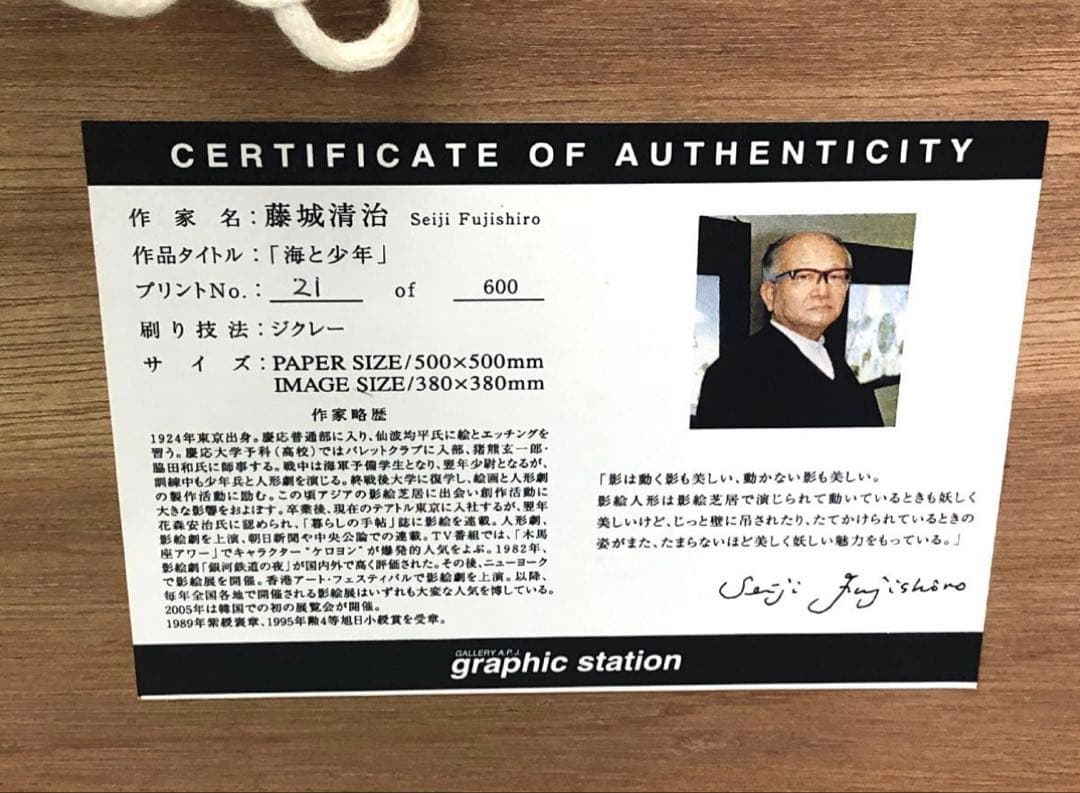 CERTIFICATE OF AUTHENTICITY
作家名：藤城清治 Seiji Fujishiro
作品タイトル：「海と少年」
プリントNo.： 21 of 600
刷り技法：ジクレー
サイズ：PAPER SIZE/500×500mm
IMAGE SIZE/380×380mm
作家略歴
1924年東京出身。慶応普通部に入り、仙波均平氏に絵とエッチングを
習う。慶応大学予科（高校）ではパレットクラブに入部、猪熊玄一郎・
脇田和氏に師事する。戦中は海軍予備学生となり、翌年少尉となるが、
訓練中も少年兵と人形劇を演じる。終戦後大学に復学し、絵画と人形劇
の製作活動に励む。この頃アジアの影絵芝居に出会い創作活動に
大きな影響をおよぼす。卒業後、現在のテアトル東京に入社するが、翌年
花森安治氏に認められ、「暮らしの手帖」誌に影絵を連載。人形劇、
影絵劇を上演、朝日新聞や中央公論での連載。TV番組では、「木馬
座アワー」でキャラクター“ケロヨン”が爆発的人気をよぶ。1982年、
影絵劇「銀河鉄道の夜」が国内外で高く評価された。その後、ニューヨーク
で影絵展を開催。香港アート・フェスティバルで影絵劇を上演。以降、
毎年全国各地で開催される影絵展はいずれも大変な人気を博している。
2005年は韓国での初の展覧会が開催。
1989年紫綬褒章、1995年勲4等旭日小綬賞を受章。
「影は動く影も美しい、動かない影も美しい。
影絵人形は影絵芝居で演じられて動いているときも妖しく
美しいけど、じっと壁に吊されたり、たてかけられているときの
姿がまた、たまらないほど美しく妖しい魅力をもっている。」
Seiji Fujishiro
GALLERY A.P.J.
graphic station